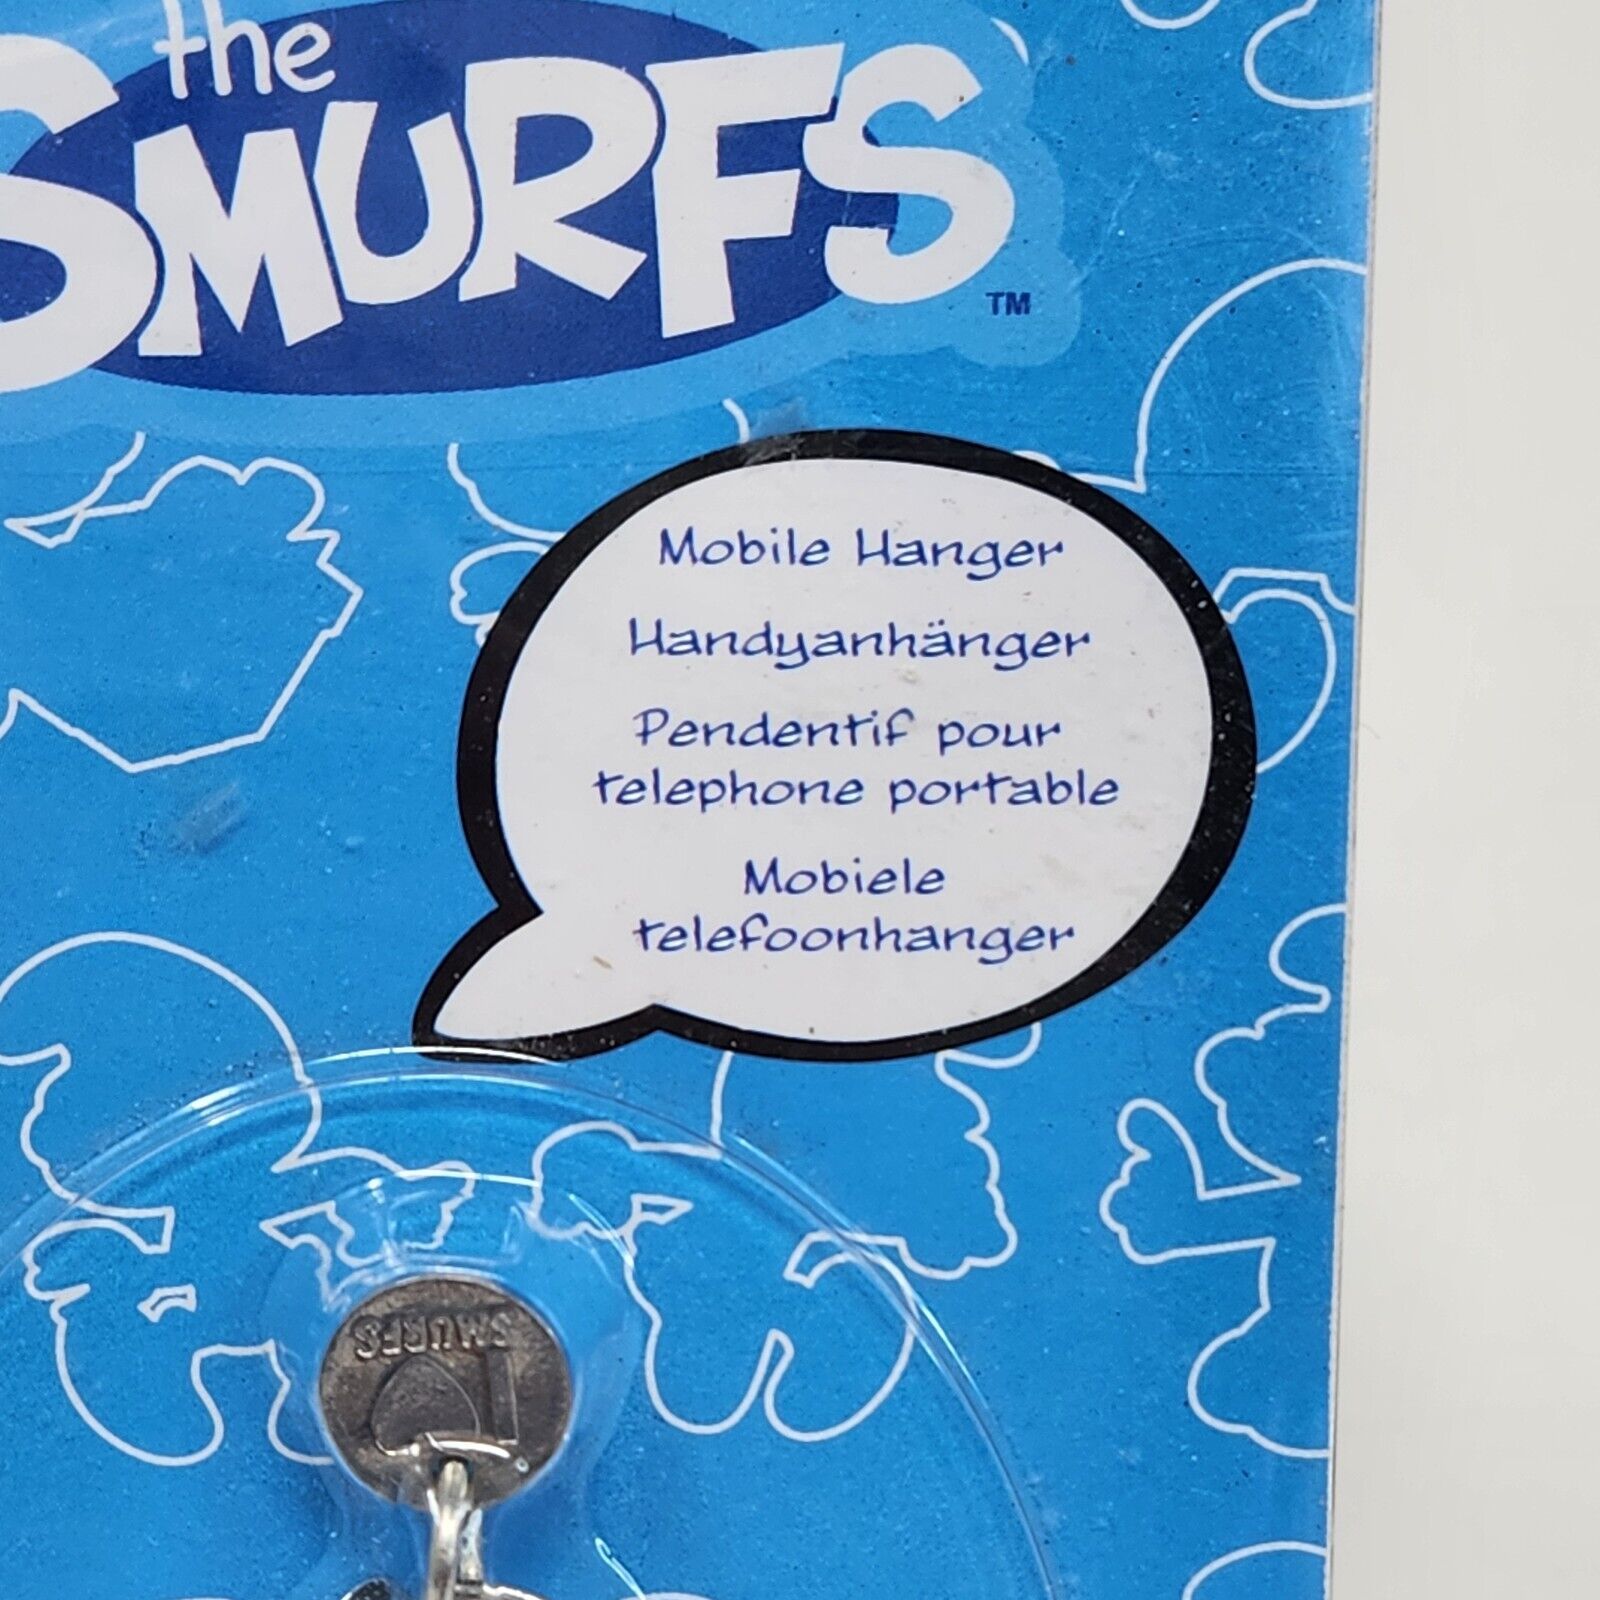 the
SMURFS
TM
Mobile Hanger
Handyanhänger
Pendentif pour
telephone portable
Mobiele
telefoonhanger
SMURFS